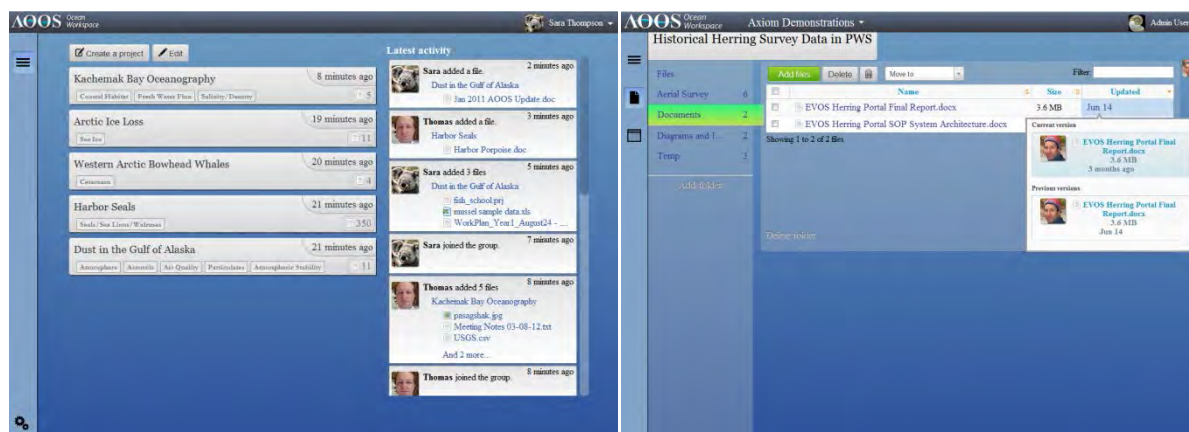 AOOS Ocean Workspace
Sara Thompson
Create a project
Edit
Kachemak Bay Oceanography
8 minutes ago
Coastal Habitats
Fresh Water Flux
Salinity/Density
5
Arctic Ice Loss
19 minutes ago
Sea Ice
11
Western Arctic Bowhead Whales
20 minutes ago
Cetaceans
4
Harbor Seals
21 minutes ago
Seals/Sea Lions/Walruses
350
Dust in the Gulf of Alaska
21 minutes ago
Atmosphere
Aerosols
Air Quality
Particulates
Atmospheric Stability
11
Latest activity
Sara added a file.
2 minutes ago
Dust in the Gulf of Alaska
Jan 2011 AOOS Update.doc
Thomas added a file.
3 minutes ago
Harbor Seals
Harbor Porpoise.doc
Sara added 3 files
5 minutes ago
Dust in the Gulf of Alaska
fish_school.prj
mussel sample data.xls
WorkPlan_Year1_August24 - ...
Sara joined the group.
7 minutes ago
Thomas added 5 files
8 minutes ago
Kachemak Bay Oceanography
pasagshak.jpg
Meeting Notes 03-08-12.txt
USGS.csv
And 2 more...
Thomas joined the group.
8 minutes ago
AOOS Ocean Workspace
Axiom Demonstrations
Admin User
Historical Herring Survey Data in PWS
Files
Aerial Survey 6
Documents 2
Diagrams and I... 2
Temp 3
Add folder
Delete folder
Add files
Delete
Move to
Filter:
Name
Size
Updated
EVOS Herring Portal Final Report.docx
3.6 MB
Jun 14
EVOS Herring Portal SOP System Architecture.docx
Showing 1 to 2 of 2 files
Current version
EVOS Herring Portal Final
Report.docx
3.6 MB
3 months ago
Previous versions
EVOS Herring Portal Final
Report.docx
3.6 MB
Jun 14